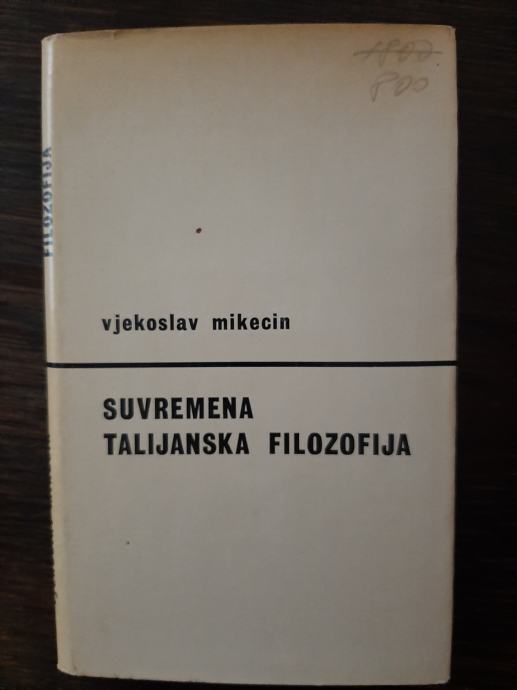 1800
800
FILOZOFIJA
vjekoslav mikecin
SUVREMENA
TALIJANSKA FILOZOFIJA